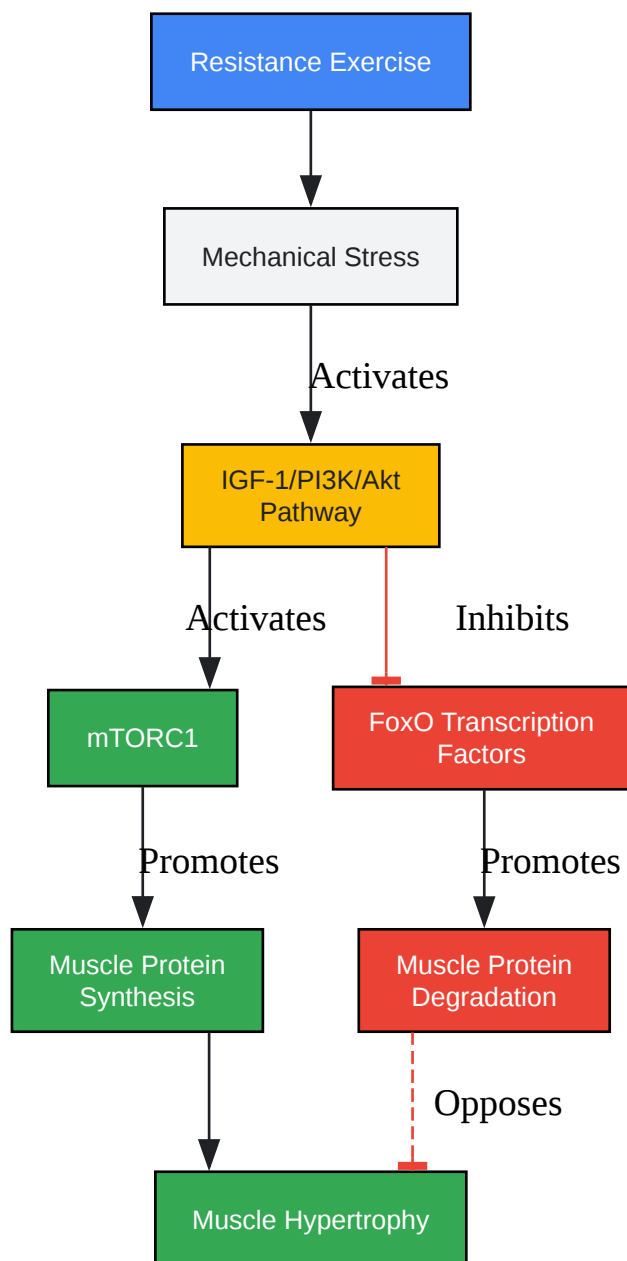 Resistance Exercise
Mechanical Stress
Activates
IGF-1/PI3K/Akt
Pathway
Activates
Inhibits
mTORC1
FoxO Transcription
Factors
Promotes
Promotes
Muscle Protein
Synthesis
Muscle Protein
Degradation
Opposes
Muscle Hypertrophy